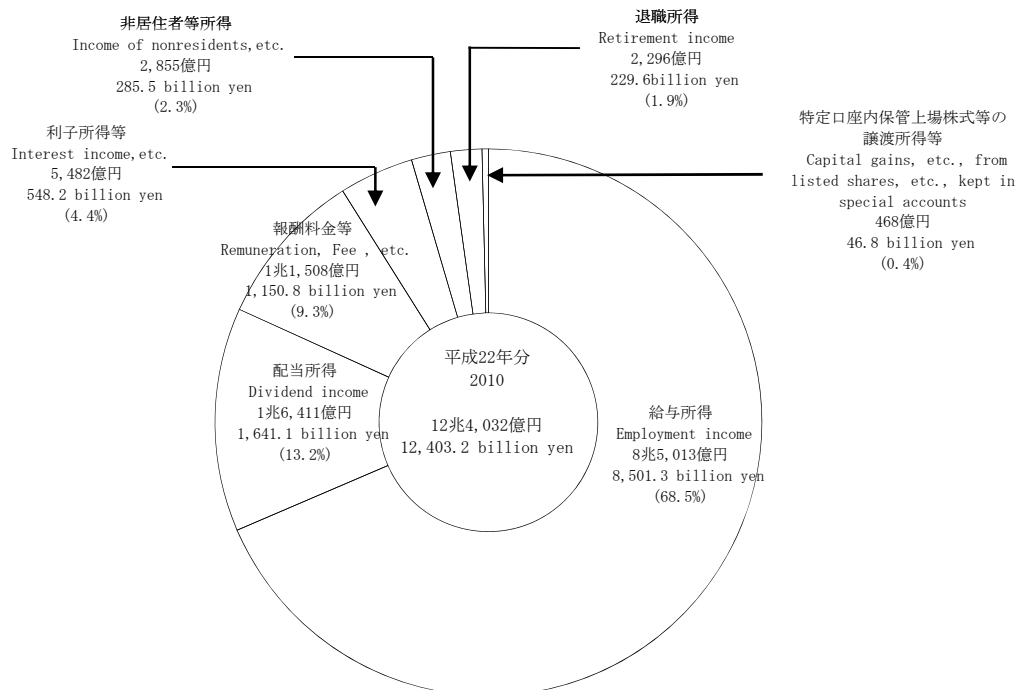 非居住者等所得
Income of nonresidents,etc.
2,855億円
285.5 billion yen
(2.3%)
退職所得
Retirement income
2,296億円
229.6billion yen
(1.9%)
特定口座内保管上場株式等の
譲渡所得等
Capital gains, etc., from
listed shares, etc., kept in
special accounts
468億円
46.8 billion yen
(0.4%)
利子所得等
Interest income,etc.
5,482億円
548.2 billion yen
(4.4%)
報酬料金等
Remuneration, Fee , etc.
1兆1,508億円
1,150.8 billion yen
(9.3%)
配当所得
Dividend income
1兆6,411億円
1,641.1 billion yen
(13.2%)
平成22年分
2010
12兆4,032億円
12,403.2 billion yen
給与所得
Employment income
8兆5,013億円
8,501.3 billion yen
(68.5%)